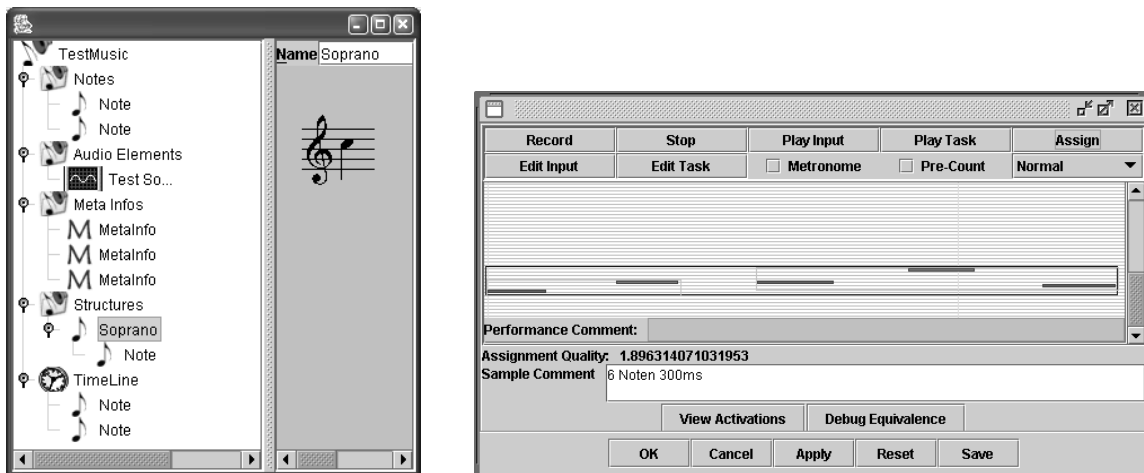 TestMusic
Name Soprano
Notes
Note
Note
Audio Elements
Test So...
Meta Infos
M MetaInfo
M MetaInfo
M MetaInfo
Structures
Soprano
Note
TimeLine
Note
Note
Record Stop Play Input Play Task Assign
Edit Input Edit Task Metronome Pre-Count Normal
Performance Comment:
Assignment Quality: 1.896314071031953
Sample Comment 6 Noten 300ms
View Activations Debug Equivalence
OK Cancel Apply Reset Save